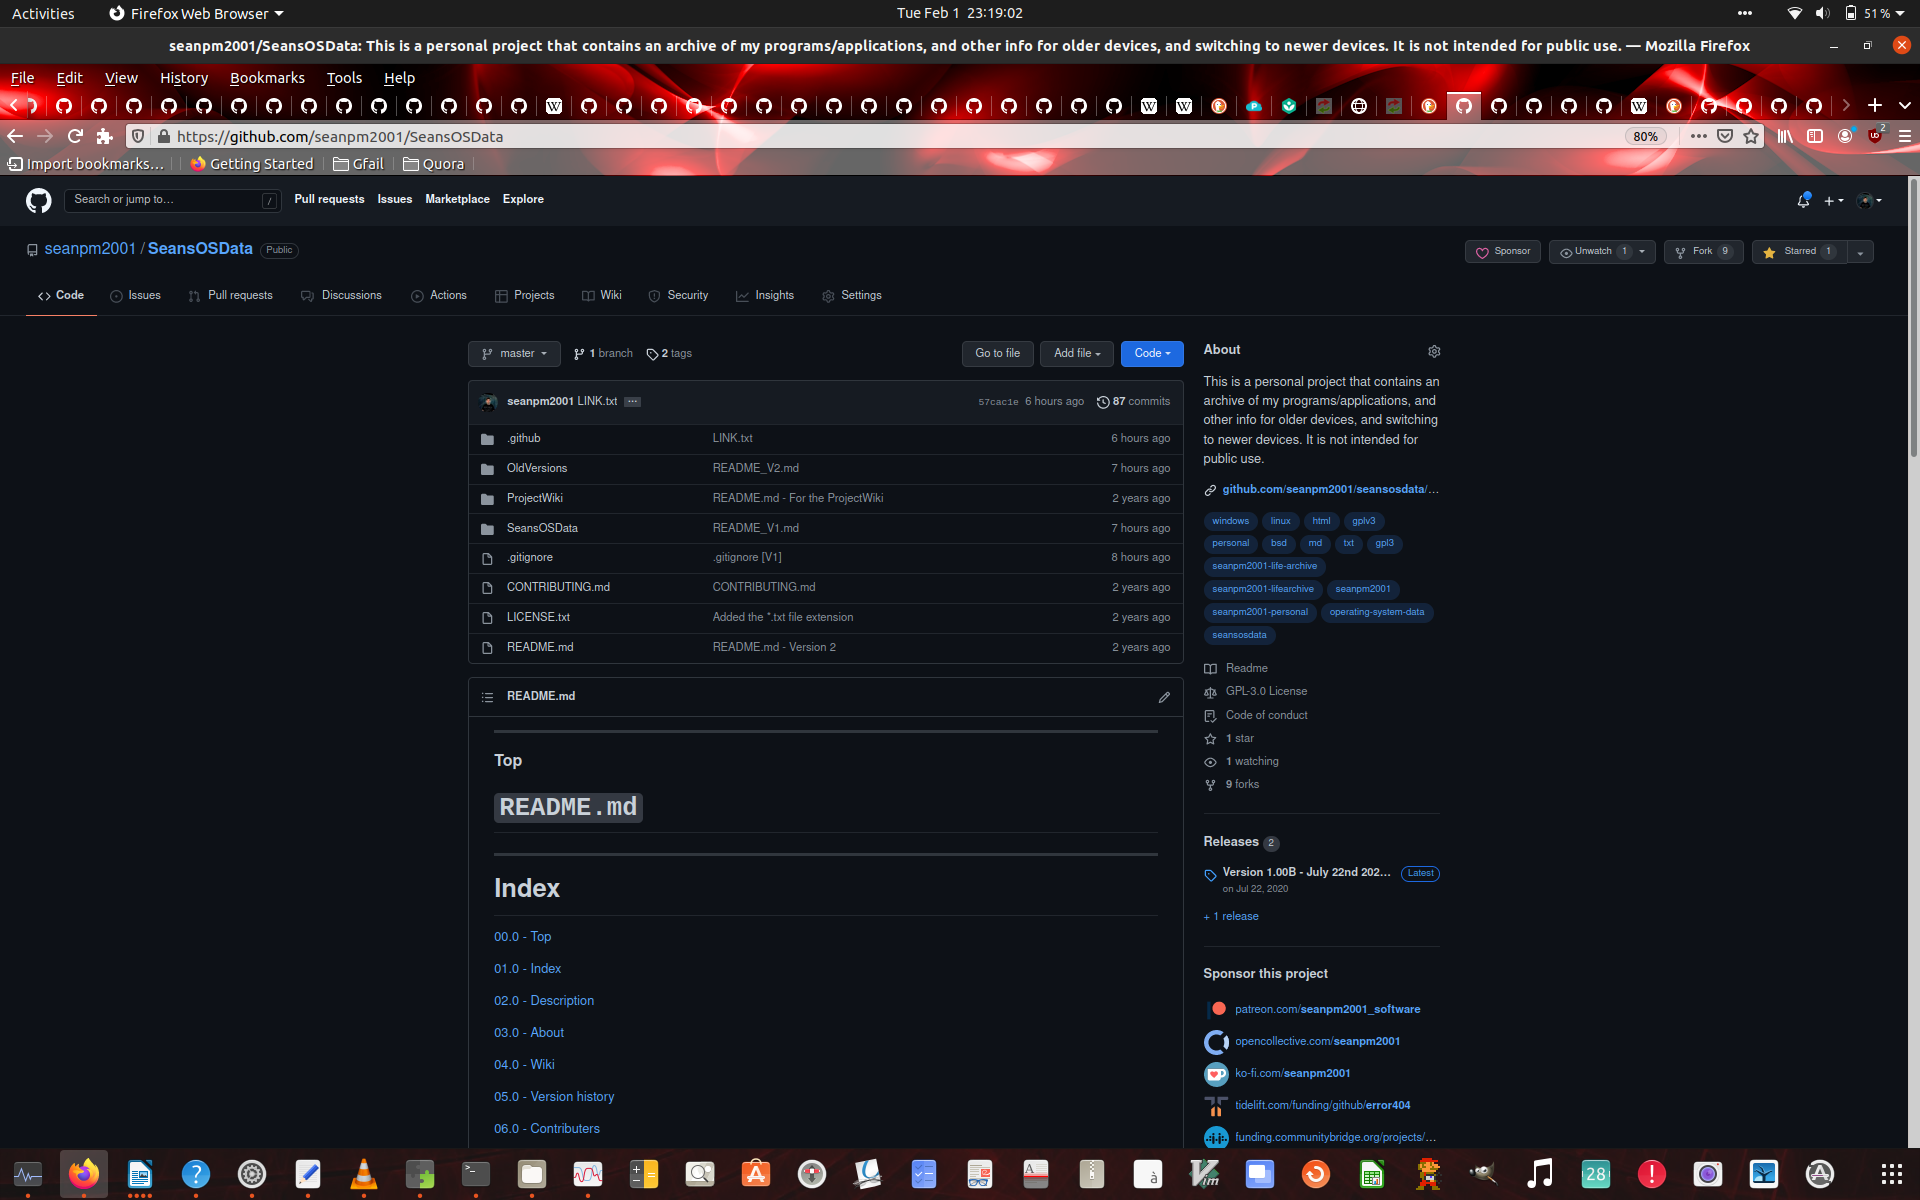 Activities
Firefox Web Browser
Tue Feb 1 23:19:02
51 %
seanpm2001/SeansOSData: This is a personal project that contains an archive of my programs/applications, and other info for older devices, and switching to newer devices. It is not intended for public use. — Mozilla Firefox
File Edit View History Bookmarks Tools Help
https://github.com/seanpm2001/SeansOSData
80%
2
Import bookmarks... Getting Started Gfail Quora
Search or jump to... /
Pull requests Issues Marketplace Explore
seanpm2001 / SeansOSData Public
Sponsor Unwatch 1 Fork 9 Starred 1
Code Issues Pull requests Discussions Actions Projects Wiki Security Insights Settings
master 1 branch 2 tags
Go to file Add file Code
seanpm2001 LINK.txt ... 57cac1e 6 hours ago 87 commits
.github LINK.txt 6 hours ago
OldVersions README_V2.md 7 hours ago
ProjectWiki README.md - For the ProjectWiki 2 years ago
SeansOSData README_V1.md 7 hours ago
.gitignore .gitignore [V1] 8 hours ago
CONTRIBUTING.md CONTRIBUTING.md 2 years ago
LICENSE.txt Added the *.txt file extension 2 years ago
README.md README.md - Version 2 2 years ago
README.md
Top
README.md
Index
00.0 - Top
01.0 - Index
02.0 - Description
03.0 - About
04.0 - Wiki
05.0 - Version history
06.0 - Contributers
About
This is a personal project that contains an
archive of my programs/applications, and
other info for older devices, and switching
to newer devices. It is not intended for
public use.
github.com/seanpm2001/seansosdata/...
windows linux html gplv3
personal bsd md txt gpl3
seanpm2001-life-archive
seanpm2001-lifearchive seanpm2001
seanpm2001-personal operating-system-data
seansosdata
Readme
GPL-3.0 License
Code of conduct
1 star
1 watching
9 forks
Releases 2
Version 1.00B - July 22nd 202... Latest
on Jul 22, 2020
+ 1 release
Sponsor this project
patreon.com/seanpm2001_software
opencollective.com/seanpm2001
ko-fi.com/seanpm2001
tidelift.com/funding/github/error404
funding.communitybridge.org/projects/...
28